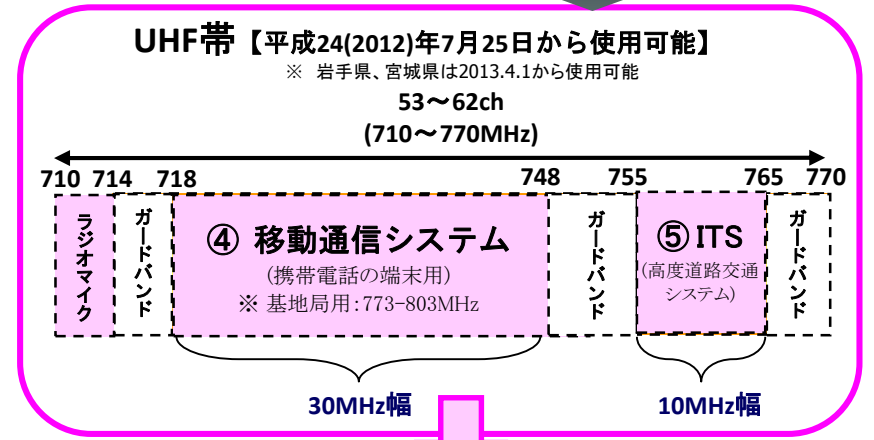 UHF帯【平成24(2012)年7月25日から使用可能】
※ 岩手県、宮城県は2013.4.1から使用可能
53～62ch
(710～770MHz)
710 714 718 748 755 765 770
ラジオマイク
ガードバンド
④ 移動通信システム
(携帯電話の端末用)
※ 基地局用：773-803MHz
ガードバンド
⑤ ITS
(高度道路交通
システム)
ガードバンド
30MHz幅
10MHz幅